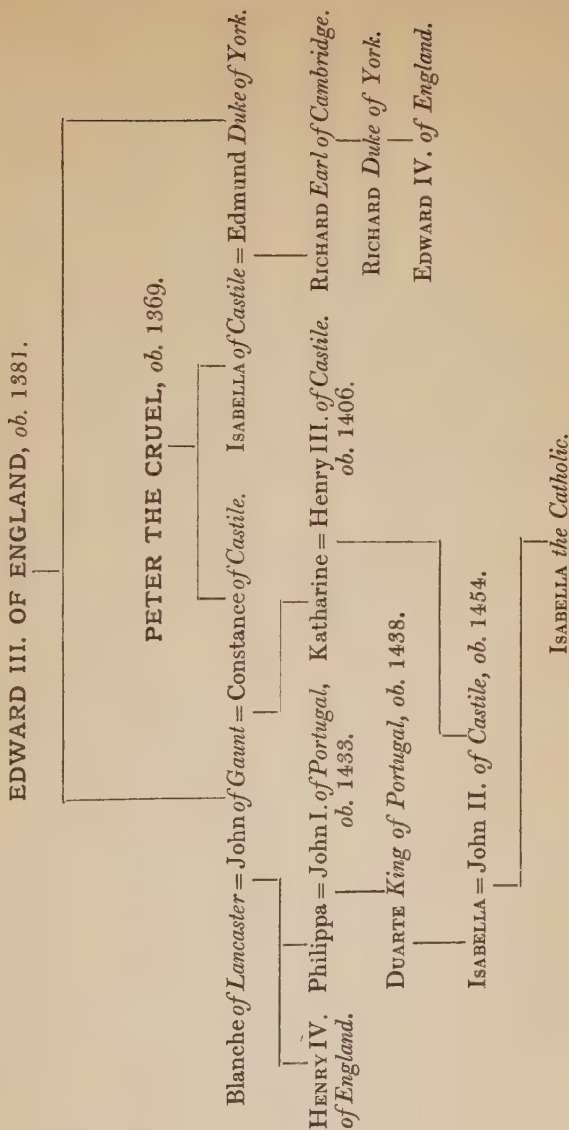 EDWARD III. OF ENGLAND, ob. 1381.
PETER THE CRUEL, ob. 1369.
Blanche of Lancaster = John of Gaunt = Constance of Castile. ISABELLA of Castile = Edmund Duke of York.
HENRY IV. Philippa = John I. of Portugal, Katharine = Henry III. of Castile. RICHARD Earl of Cambridge.
of England. ob. 1433. ob. 1406.
DUARTE King of Portugal, ob. 1438. RICHARD Duke of York.
EDWARD IV. of England.
ISABELLA = John II. of Castile, ob. 1454.
ISABELLA the Catholic.